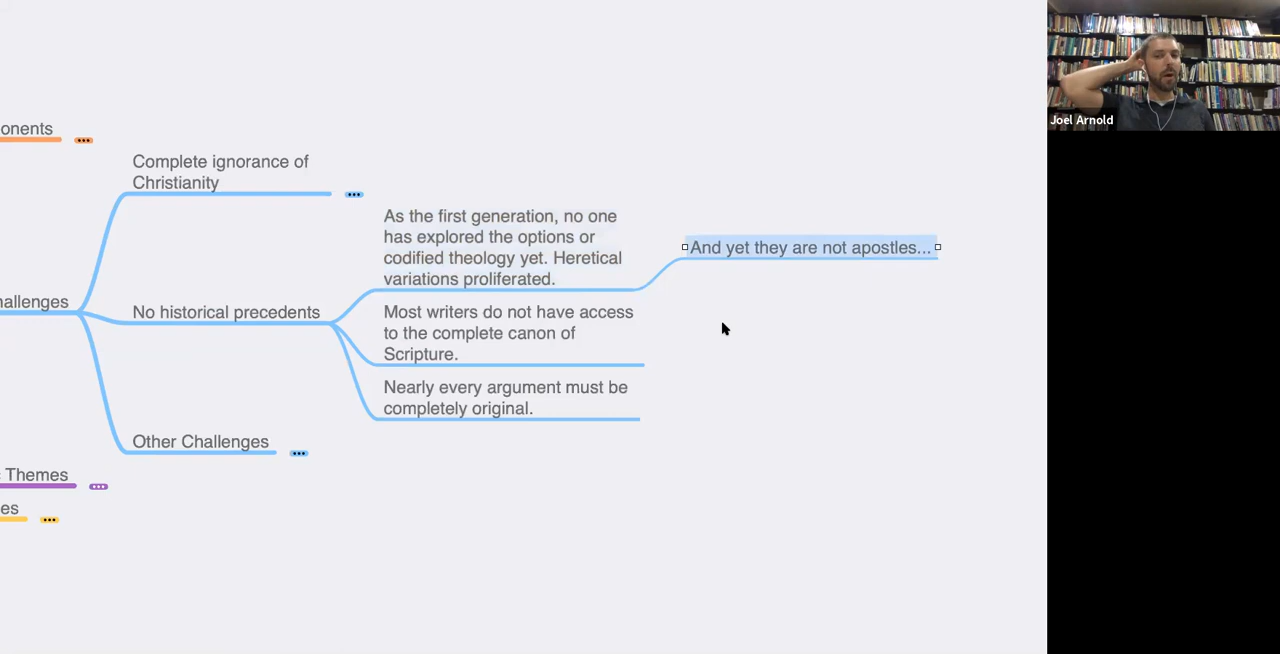 Joel Arnold
onents
Complete ignorance of
Christianity
As the first generation, no one
has explored the options or
codified theology yet. Heretical
variations proliferated.
And yet they are not apostles...
hallenges
No historical precedents
Most writers do not have access
to the complete canon of
Scripture.
Nearly every argument must be
completely original.
Other Challenges
Themes
es